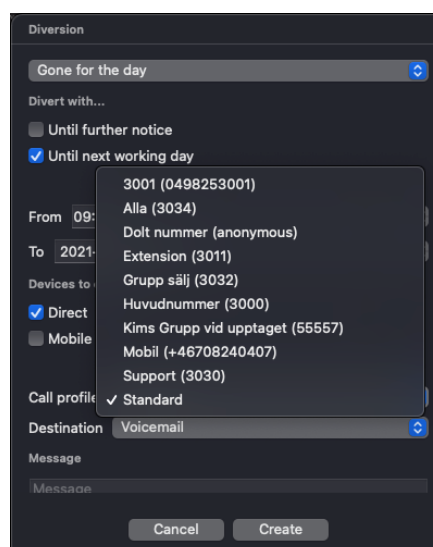 Diversion
Gone for the day
Divert with...
Until further notice
Until next working day
3001 (0498253001)
Alla (3034)
Dolt nummer (anonymous)
Extension (3011)
Grupp sälj (3032)
Huvudnummer (3000)
Kims Grupp vid upptaget (55557)
Mobil (+46708240407)
Support (3030)
Standard
From 09:
To 2021-
Devices to
Direct
Mobile
Call profile
Destination Voicemail
Message
Message
Cancel Create